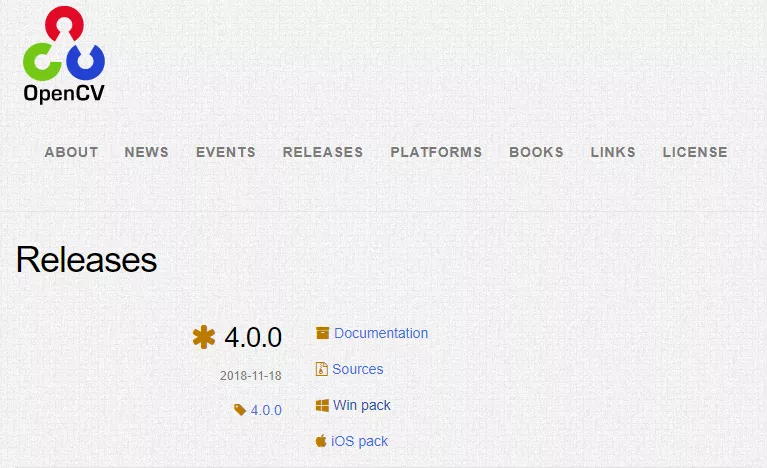 OpenCV
ABOUT NEWS EVENTS RELEASES PLATFORMS BOOKS LINKS LICENSE
Releases
4.0.0
2018-11-18
4.0.0
Documentation
Sources
Win pack
iOS pack